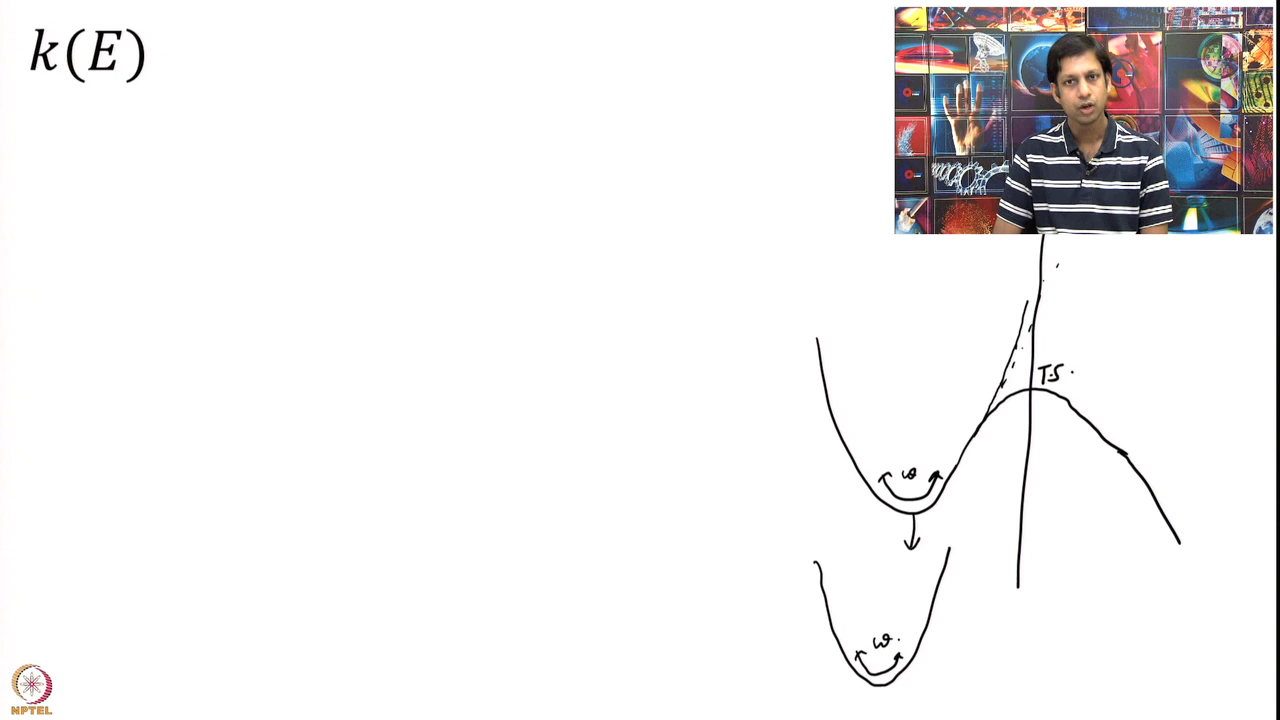 k(E)
T.S.
ω
ω.
NPTEL